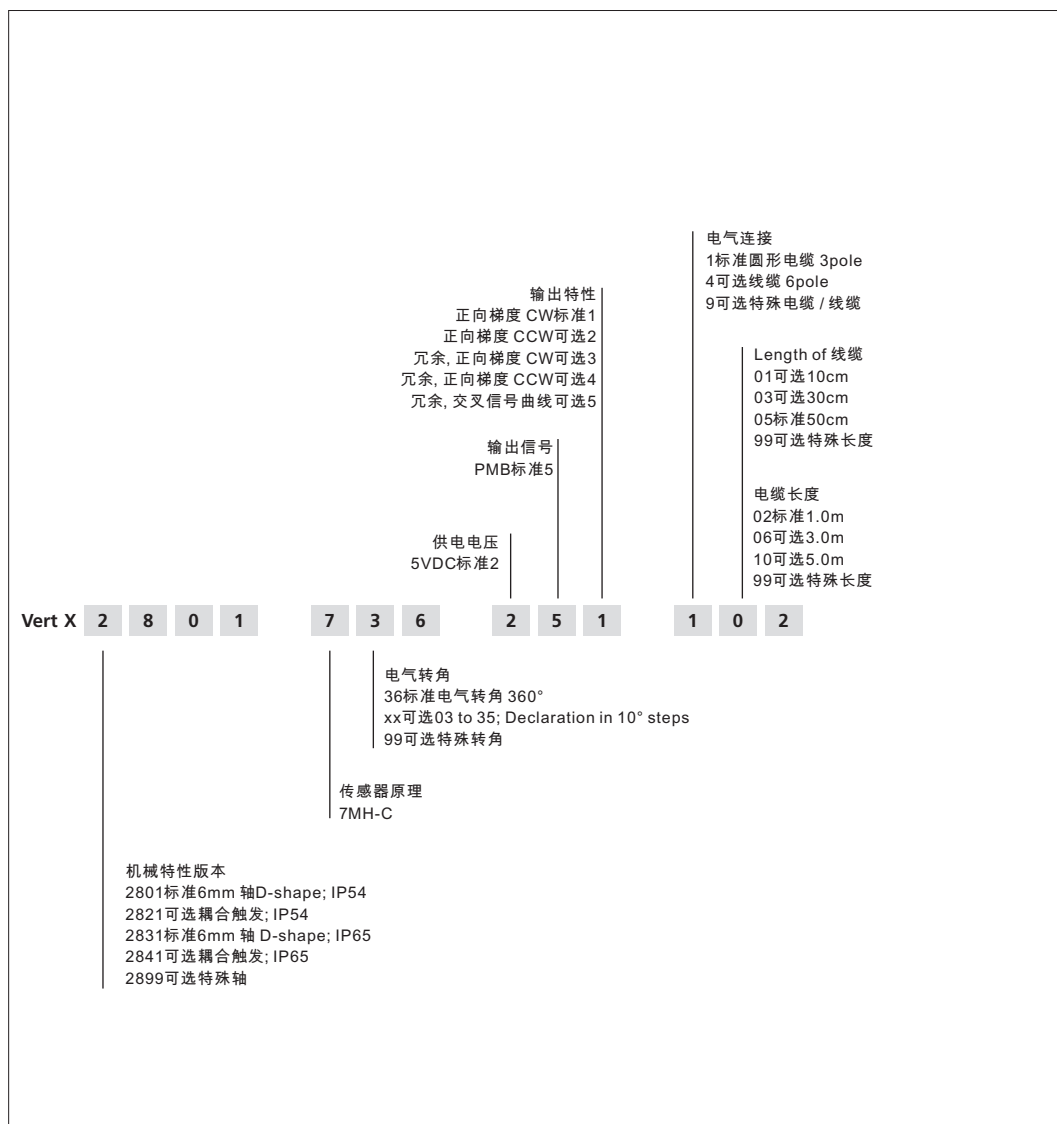 电气连接
1标准圆形电缆 3pole
4可选线缆 6pole
9可选特殊电缆 / 线缆
输出特性
正向梯度 CW标准1
正向梯度 CCW可选2
冗余, 正向梯度 CW可选3
冗余, 正向梯度 CCW可选4
冗余, 交叉信号曲线可选5
Length of 线缆
01可选10cm
03可选30cm
05标准50cm
99可选特殊长度
输出信号
PMB标准5
电缆长度
02标准1.0m
06可选3.0m
10可选5.0m
99可选特殊长度
供电电压
5VDC标准2
Vert X 2 8 0 1 7 3 6 2 5 1 1 0 2
电气转角
36标准电气转角 360°
xx可选03 to 35; Declaration in 10° steps
99可选特殊转角
传感器原理
7MH-C
机械特性版本
2801标准6mm 轴D-shape; IP54
2821可选耦合触发; IP54
2831标准6mm 轴 D-shape; IP65
2841可选耦合触发; IP65
2899可选特殊轴